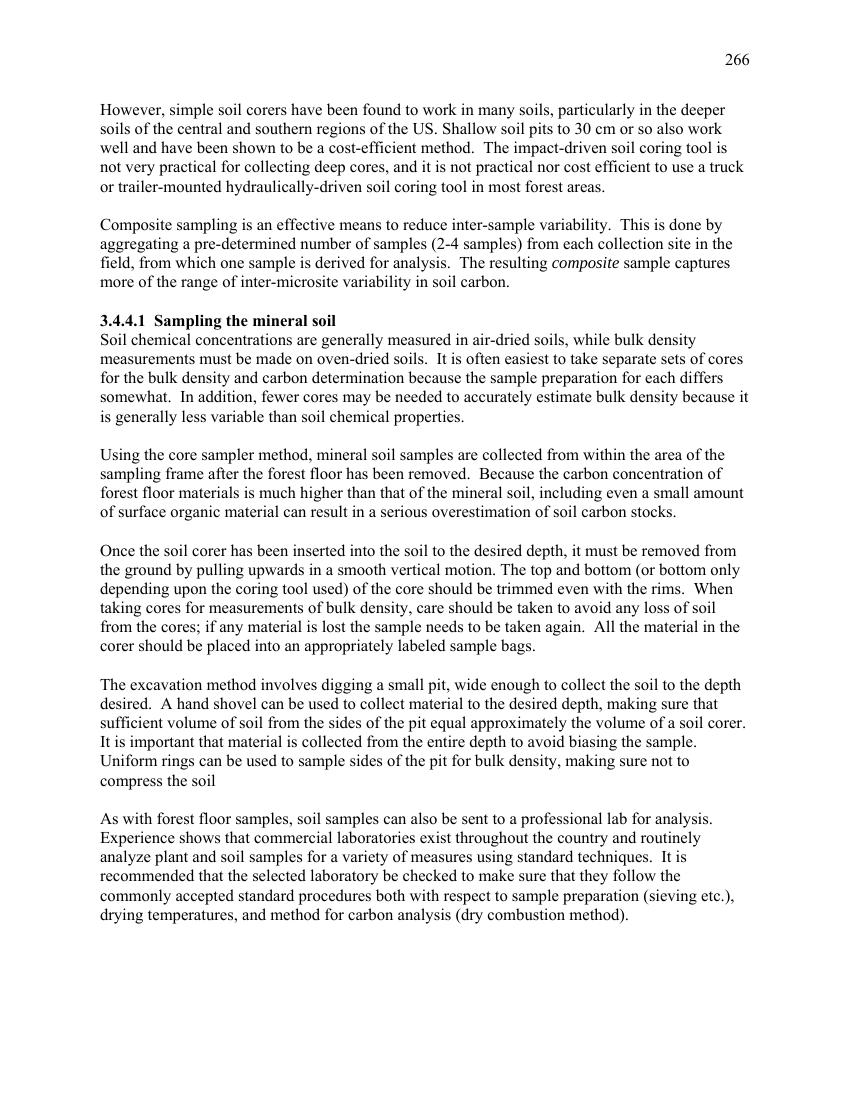 266
However, simple soil corers have been found to work in many soils, particularly in the deeper
soils of the central and southern regions of the US. Shallow soil pits to 30 cm or so also work
well and have been shown to be a cost-efficient method.  The impact-driven soil coring tool is
not very practical for collecting deep cores, and it is not practical nor cost efficient to use a truck
or trailer-mounted hydraulically-driven soil coring tool in most forest areas.
Composite sampling is an effective means to reduce inter-sample variability.  This is done by
aggregating a pre-determined number of samples (2-4 samples) from each collection site in the
field, from which one sample is derived for analysis.  The resulting composite sample captures
more of the range of inter-microsite variability in soil carbon.
3.4.4.1  Sampling the mineral soil
Soil chemical concentrations are generally measured in air-dried soils, while bulk density
measurements must be made on oven-dried soils.  It is often easiest to take separate sets of cores
for the bulk density and carbon determination because the sample preparation for each differs
somewhat.  In addition, fewer cores may be needed to accurately estimate bulk density because it
is generally less variable than soil chemical properties.
Using the core sampler method, mineral soil samples are collected from within the area of the
sampling frame after the forest floor has been removed.  Because the carbon concentration of
forest floor materials is much higher than that of the mineral soil, including even a small amount
of surface organic material can result in a serious overestimation of soil carbon stocks.
Once the soil corer has been inserted into the soil to the desired depth, it must be removed from
the ground by pulling upwards in a smooth vertical motion. The top and bottom (or bottom only
depending upon the coring tool used) of the core should be trimmed even with the rims.  When
taking cores for measurements of bulk density, care should be taken to avoid any loss of soil
from the cores; if any material is lost the sample needs to be taken again.  All the material in the
corer should be placed into an appropriately labeled sample bags.
The excavation method involves digging a small pit, wide enough to collect the soil to the depth
desired.  A hand shovel can be used to collect material to the desired depth, making sure that
sufficient volume of soil from the sides of the pit equal approximately the volume of a soil corer.
It is important that material is collected from the entire depth to avoid biasing the sample.
Uniform rings can be used to sample sides of the pit for bulk density, making sure not to
compress the soil
As with forest floor samples, soil samples can also be sent to a professional lab for analysis.
Experience shows that commercial laboratories exist throughout the country and routinely
analyze plant and soil samples for a variety of measures using standard techniques.  It is
recommended that the selected laboratory be checked to make sure that they follow the
commonly accepted standard procedures both with respect to sample preparation (sieving etc.),
drying temperatures, and method for carbon analysis (dry combustion method).